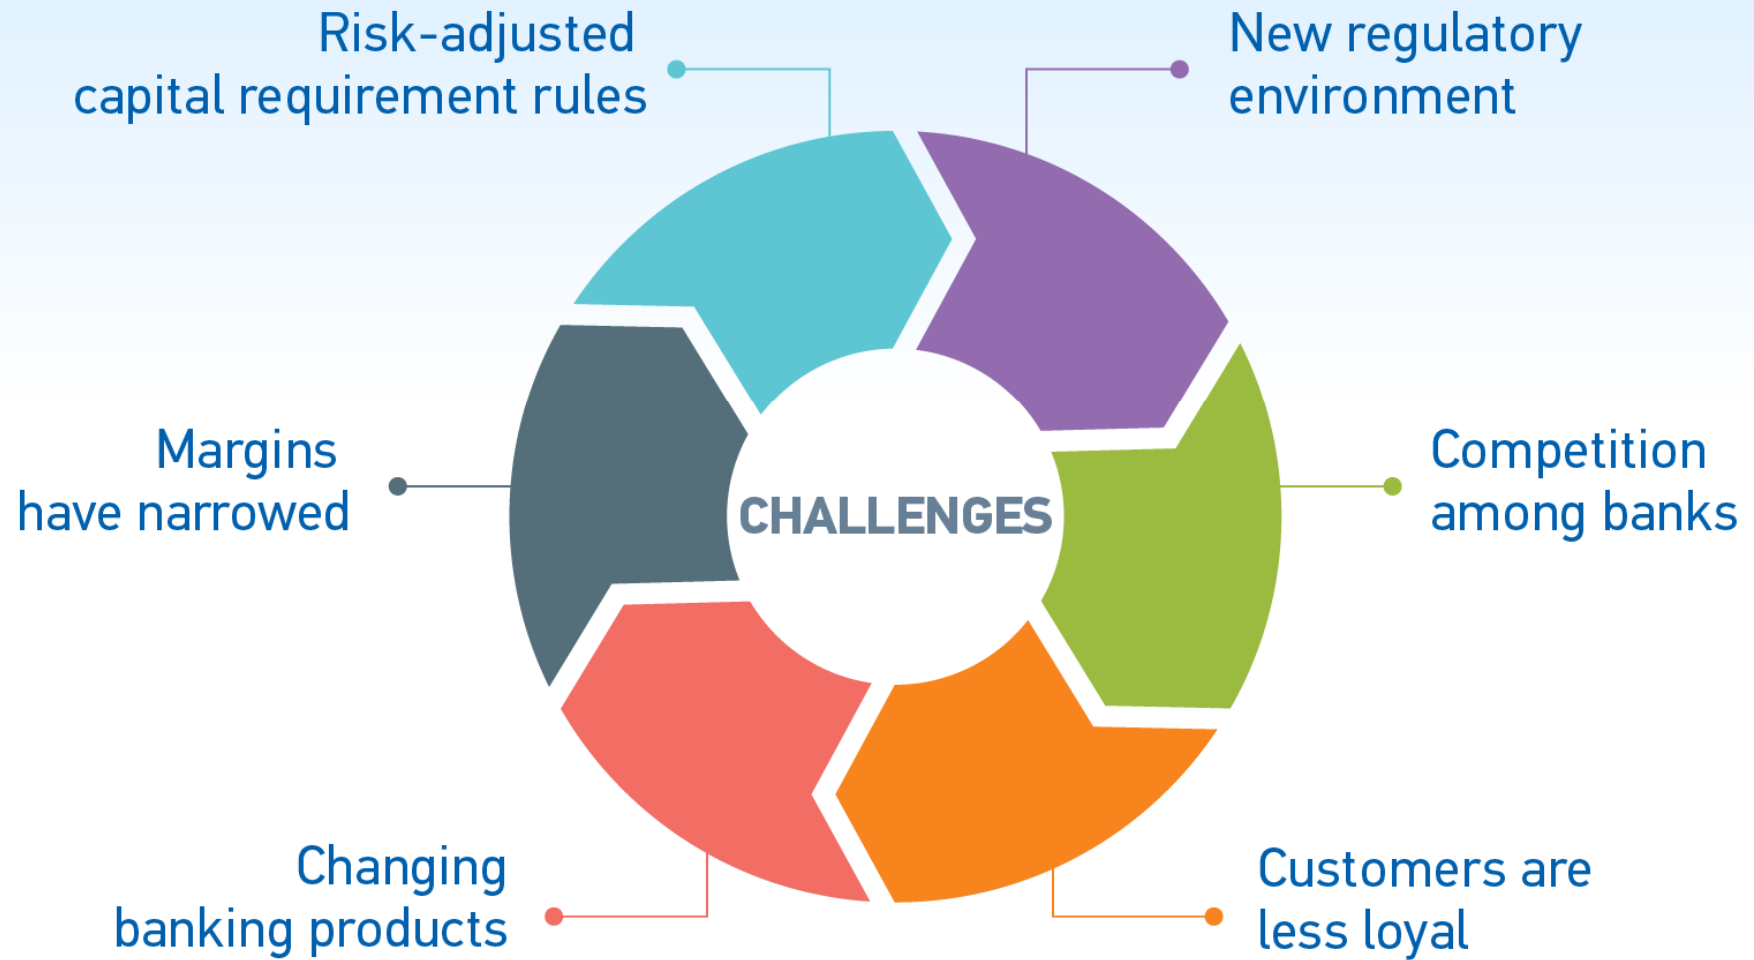 Risk-adjusted
capital requirement rules
New regulatory
environment
Margins
have narrowed
CHALLENGES
Competition
among banks
Changing
banking products
Customers are
less loyal